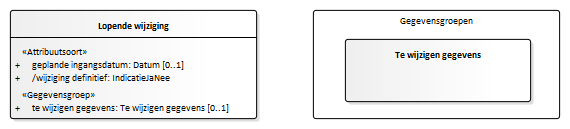 Lopende wijziging
«Attribuutsoort»
+ geplande ingangsdatum: Datum [0..1]
+ /wijziging definitief: IndicatieJaNee
«Gegevensgroep»
+ te wijzigen gegevens: Te wijzigen gegevens [0..1]
Gegevensgroepen
Te wijzigen gegevens